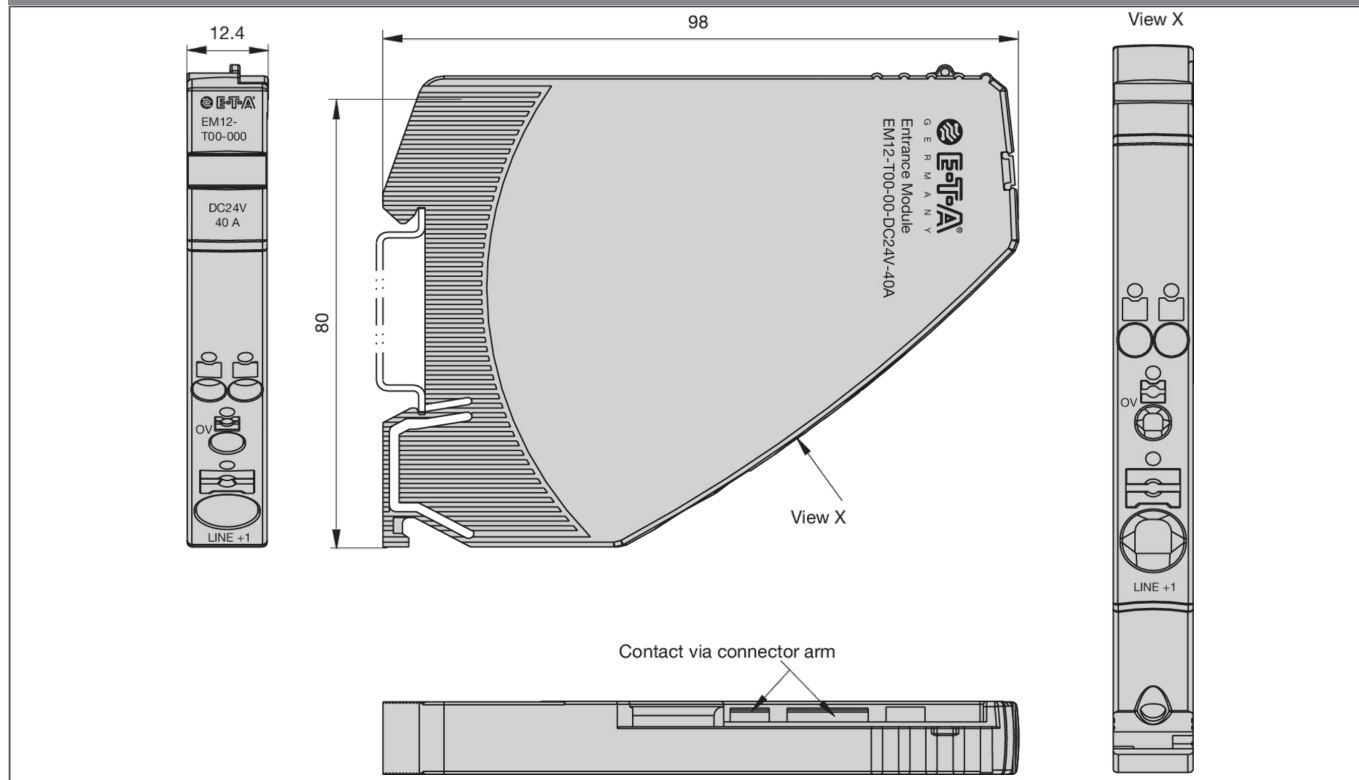 12.4
98
View X
E-T-A
EM12-
T00-000
DC24V
40 A
OV
LINE +1
80
E-T-A®
GERMANY
Entrance Module
EM12-T00-00-DC24V-40A
View X
OV
LINE +1
Contact via connector arm